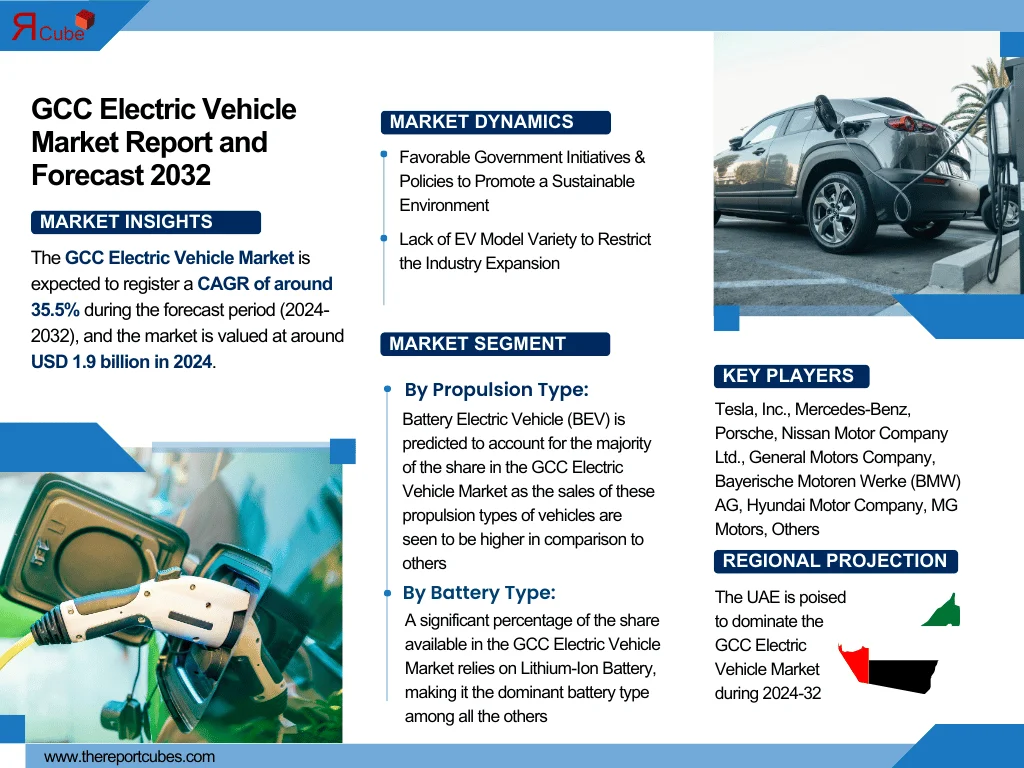 ЯCube
GCC Electric Vehicle
Market Report and
Forecast 2032
MARKET INSIGHTS
The GCC Electric Vehicle Market is
expected to register a CAGR of around
35.5% during the forecast period (2024-
2032), and the market is valued at around
USD 1.9 billion in 2024.
MARKET DYNAMICS
Favorable Government Initiatives &
Policies to Promote a Sustainable
Environment
Lack of EV Model Variety to Restrict
the Industry Expansion
MARKET SEGMENT
By Propulsion Type:
Battery Electric Vehicle (BEV) is
predicted to account for the majority
of the share in the GCC Electric
Vehicle Market as the sales of these
propulsion types of vehicles are
seen to be higher in comparison to
others
By Battery Type:
A significant percentage of the share
available in the GCC Electric Vehicle
Market relies on Lithium-Ion Battery,
making it the dominant battery type
among all the others
KEY PLAYERS
Tesla, Inc., Mercedes-Benz,
Porsche, Nissan Motor Company
Ltd., General Motors Company,
Bayerische Motoren Werke (BMW)
AG, Hyundai Motor Company, MG
Motors, Others
REGIONAL PROJECTION
The UAE is poised
to dominate the
GCC Electric
Vehicle Market
during 2024-32
www.thereportcubes.com